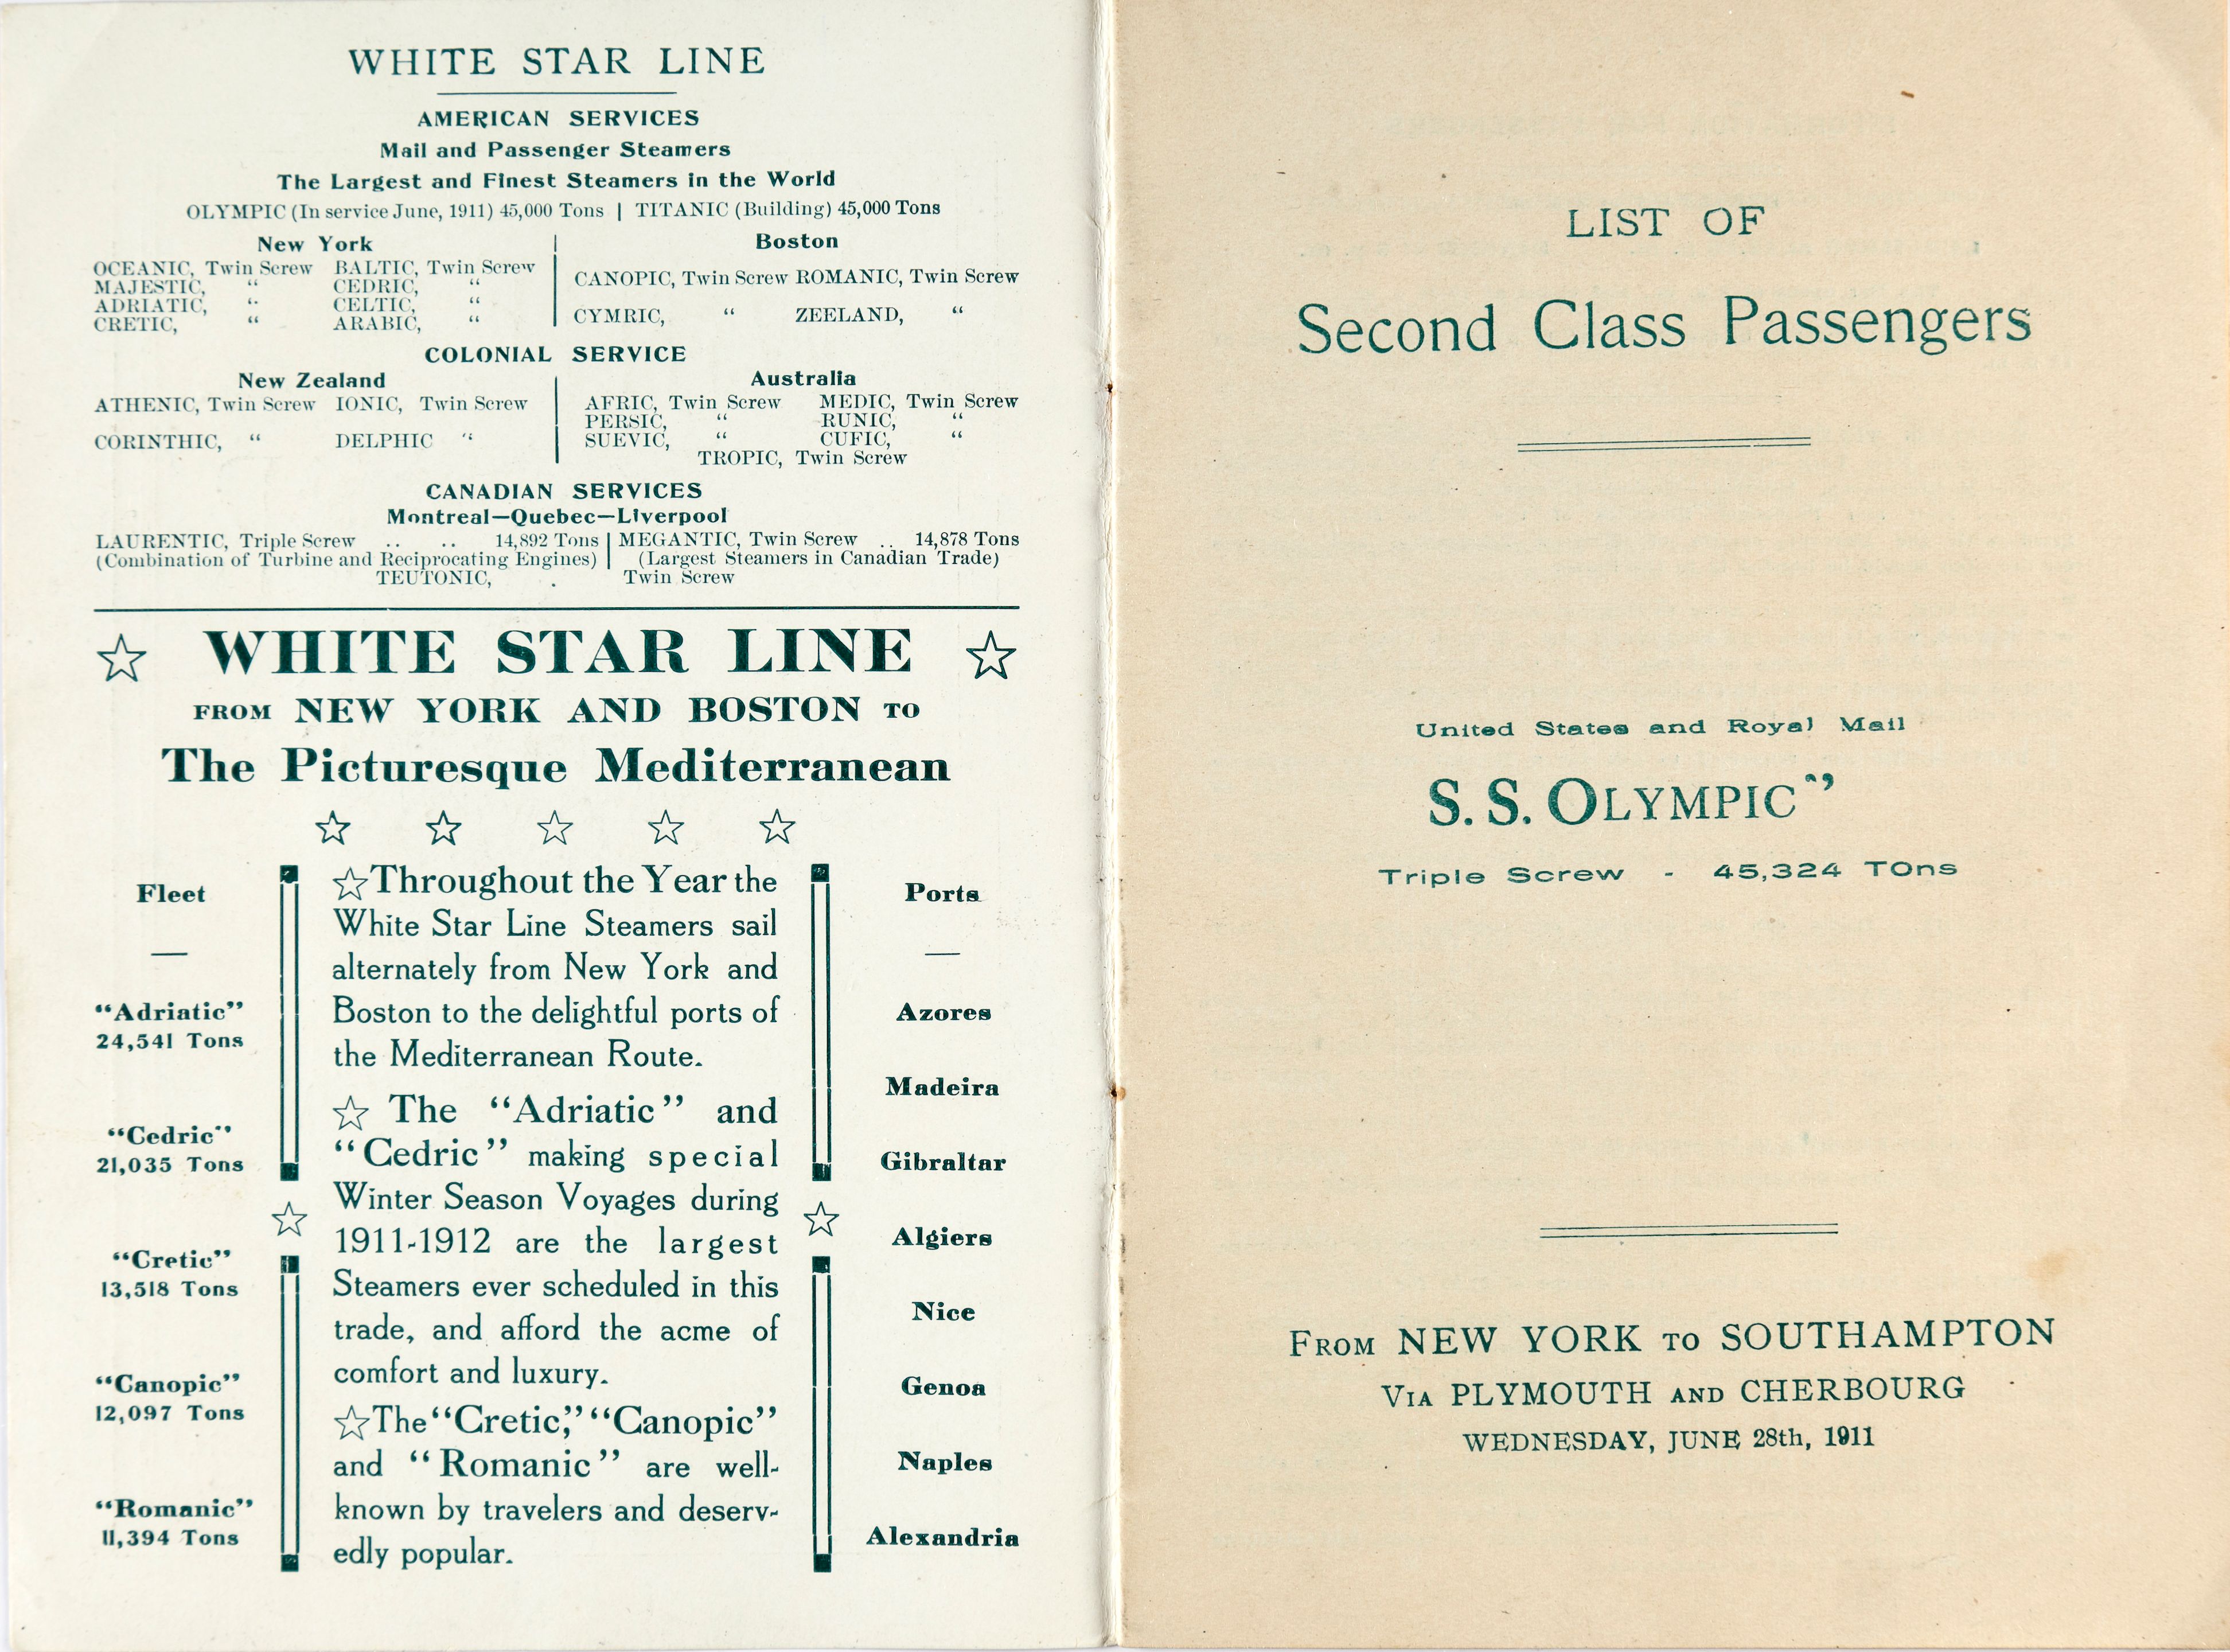 WHITE STAR LINE
AMERICAN SERVICES
Mail and Passenger Steamers
The Largest and Finest Steamers in the World
OLYMPIC (In service June, 1911) 45,000 Tons | TITANIC (Building) 45,000 Tons
New York
OCEANIC, Twin Screw BALTIC, Twin Screw
MAJESTIC, “ CEDRIC, “
ADRIATIC, “ CELTIC, “
CRETIC, “ ARABIC, “
Boston
CANOPIC, Twin Screw ROMANIC, Twin Screw
CYMRIC, “ ZEELAND, “
COLONIAL SERVICE
New Zealand
ATHENIC, Twin Screw IONIC, Twin Screw
CORINTHIC, “ DELPHIC “
Australia
AFRIC, Twin Screw MEDIC, Twin Screw
PERSIC, “ RUNIC, “
SUEVIC, “ CUFIC, “
TROPIC, Twin Screw
CANADIAN SERVICES
Montreal—Quebec—Liverpool
LAURENTIC, Triple Screw .. .. 14,892 Tons | MEGANTIC, Twin Screw .. 14,878 Tons
(Combination of Turbine and Reciprocating Engines) | (Largest Steamers in Canadian Trade)
TEUTONIC, . Twin Screw
☆ WHITE STAR LINE ☆
FROM NEW YORK AND BOSTON TO
The Picturesque Mediterranean
☆ ☆ ☆ ☆ ☆
Fleet
—
“Adriatic”
24,541 Tons
“Cedric”
21,035 Tons
“Cretic”
13,518 Tons
“Canopic”
12,097 Tons
“Romanic”
11,394 Tons
☆Throughout the Year the
White Star Line Steamers sail
alternately from New York and
Boston to the delightful ports of
the Mediterranean Route.
☆ The “Adriatic” and
“Cedric” making special
Winter Season Voyages during
1911-1912 are the largest
Steamers ever scheduled in this
trade, and afford the acme of
comfort and luxury.
☆The “Cretic,” “Canopic”
and “Romanic” are well-
known by travelers and deserv-
edly popular.
Ports
—
Azores
Madeira
Gibraltar
Algiers
Nice
Genoa
Naples
Alexandria
LIST OF
Second Class Passengers
United States and Royal Mail
S. S. OLYMPIC”
Triple Screw - 45,324 TOns
FROM NEW YORK TO SOUTHAMPTON
VIA PLYMOUTH AND CHERBOURG
WEDNESDAY, JUNE 28th, 1911